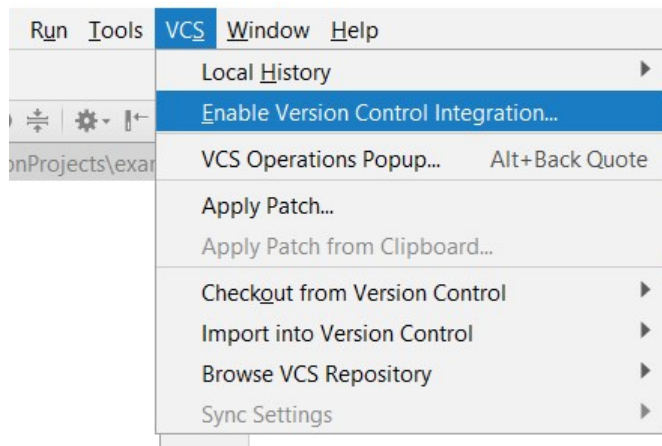 Run Tools VCS Window Help
Local History
Enable Version Control Integration...
onProjects\exar
VCS Operations Popup... Alt+Back Quote
Apply Patch...
Apply Patch from Clipboard...
Checkout from Version Control
Import into Version Control
Browse VCS Repository
Sync Settings